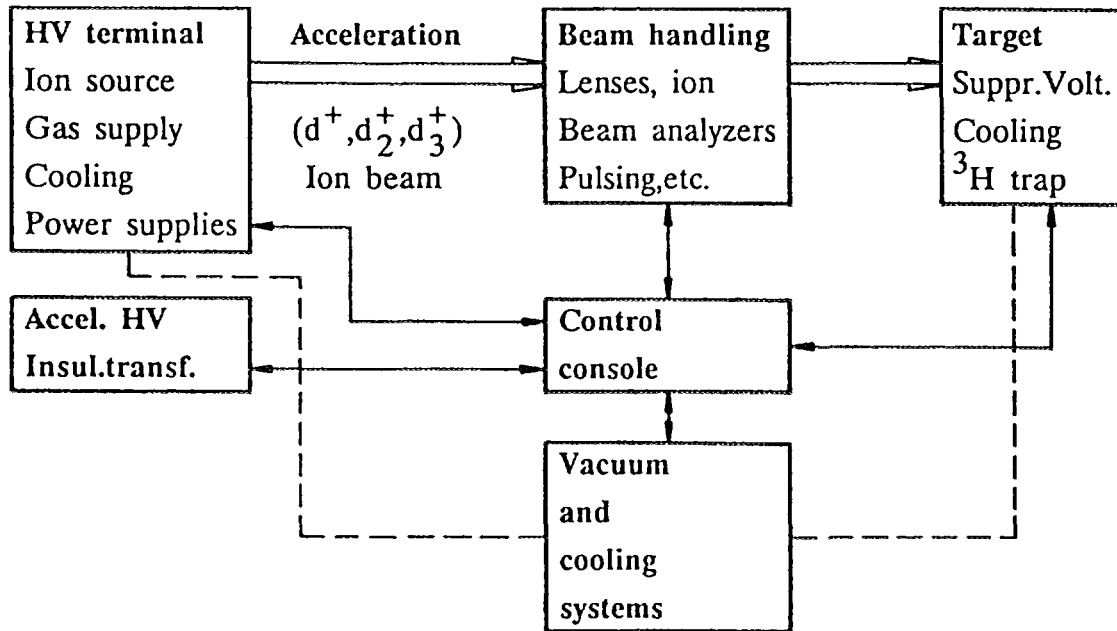 HV terminal
Ion source
Gas supply
Cooling
Power supplies
Acceleration
(d⁺,d₂⁺,d₃⁺)
Ion beam
Beam handling
Lenses, ion
Beam analyzers
Pulsing,etc.
Target
Suppr.Volt.
Cooling
³H trap
Accel. HV
Insul.transf.
Control
console
Vacuum
and
cooling
systems